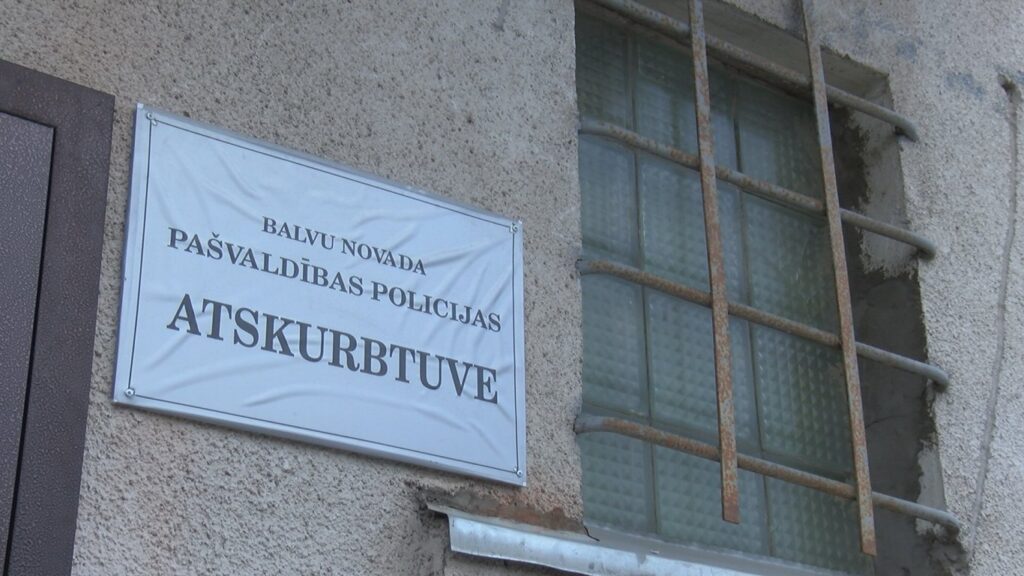 BALVU NOVADA
PAŠVALDĪBAS POLICIJAS
ATSKURBTUVE